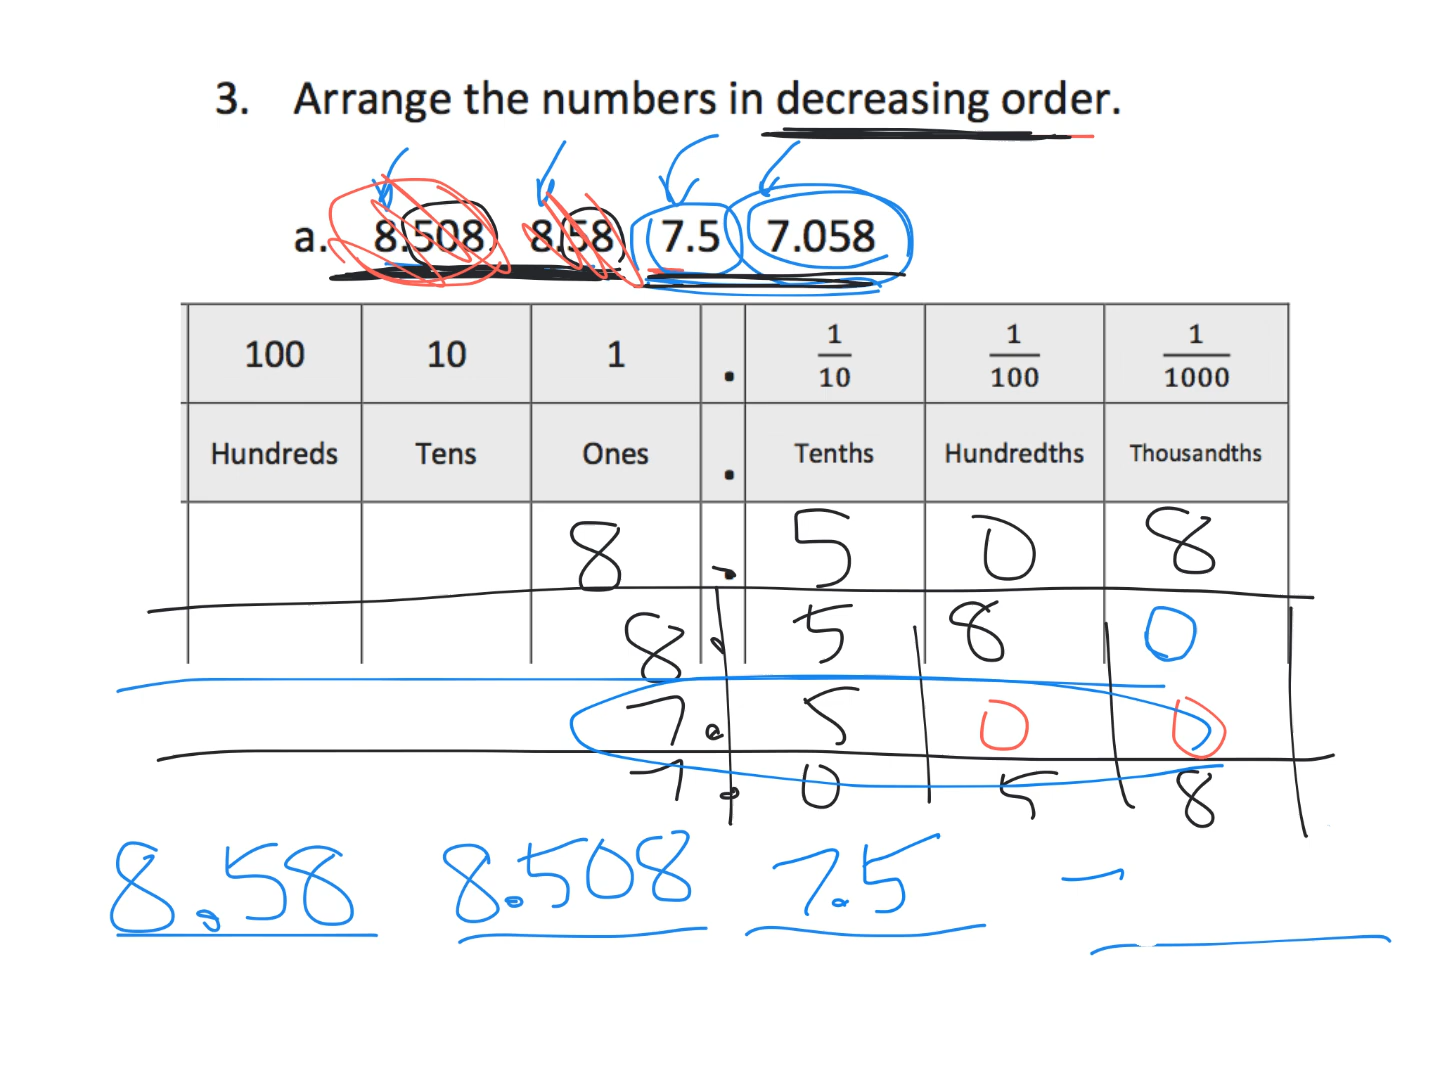 3. Arrange the numbers in decreasing order.
a. 8.508, 8.58 7.5 7.058
100 10 1 . 1/10 1/100 1/1000
Hundreds Tens Ones . Tenths Hundredths Thousandths
8 . 5 0 8
8 . 5 8 0
7 . 5 0 0
7 . 0 5 8
8.58 8.508 7.5